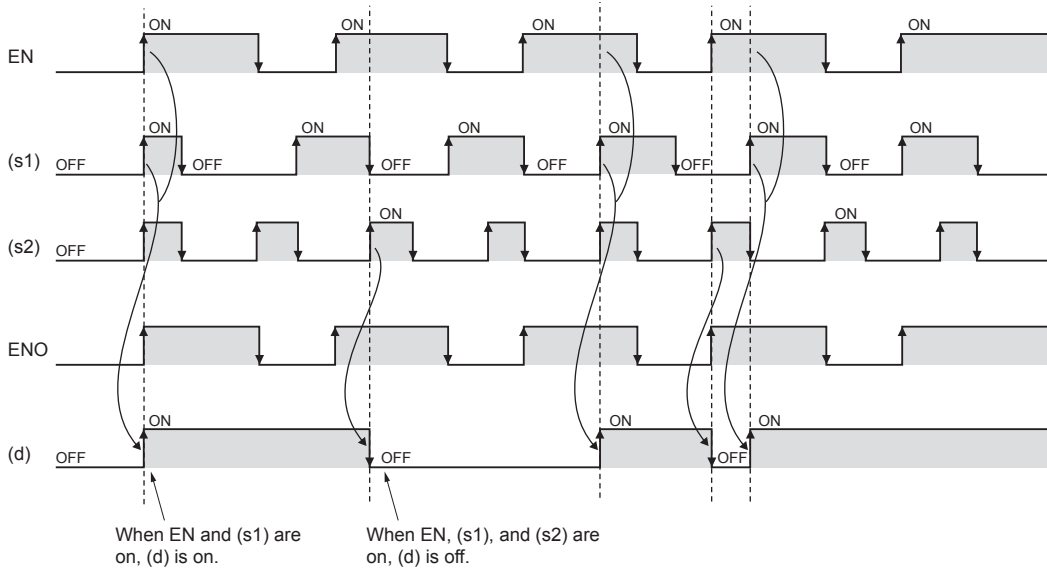 ON ON ON ON ON
EN
ON ON ON ON ON
(s1) OFF OFF OFF OFF OFF OFF
ON ON
(s2) OFF
ENO
ON ON ON
(d) OFF OFF OFF
When EN and (s1) are
on, (d) is on.
When EN, (s1), and (s2) are
on, (d) is off.